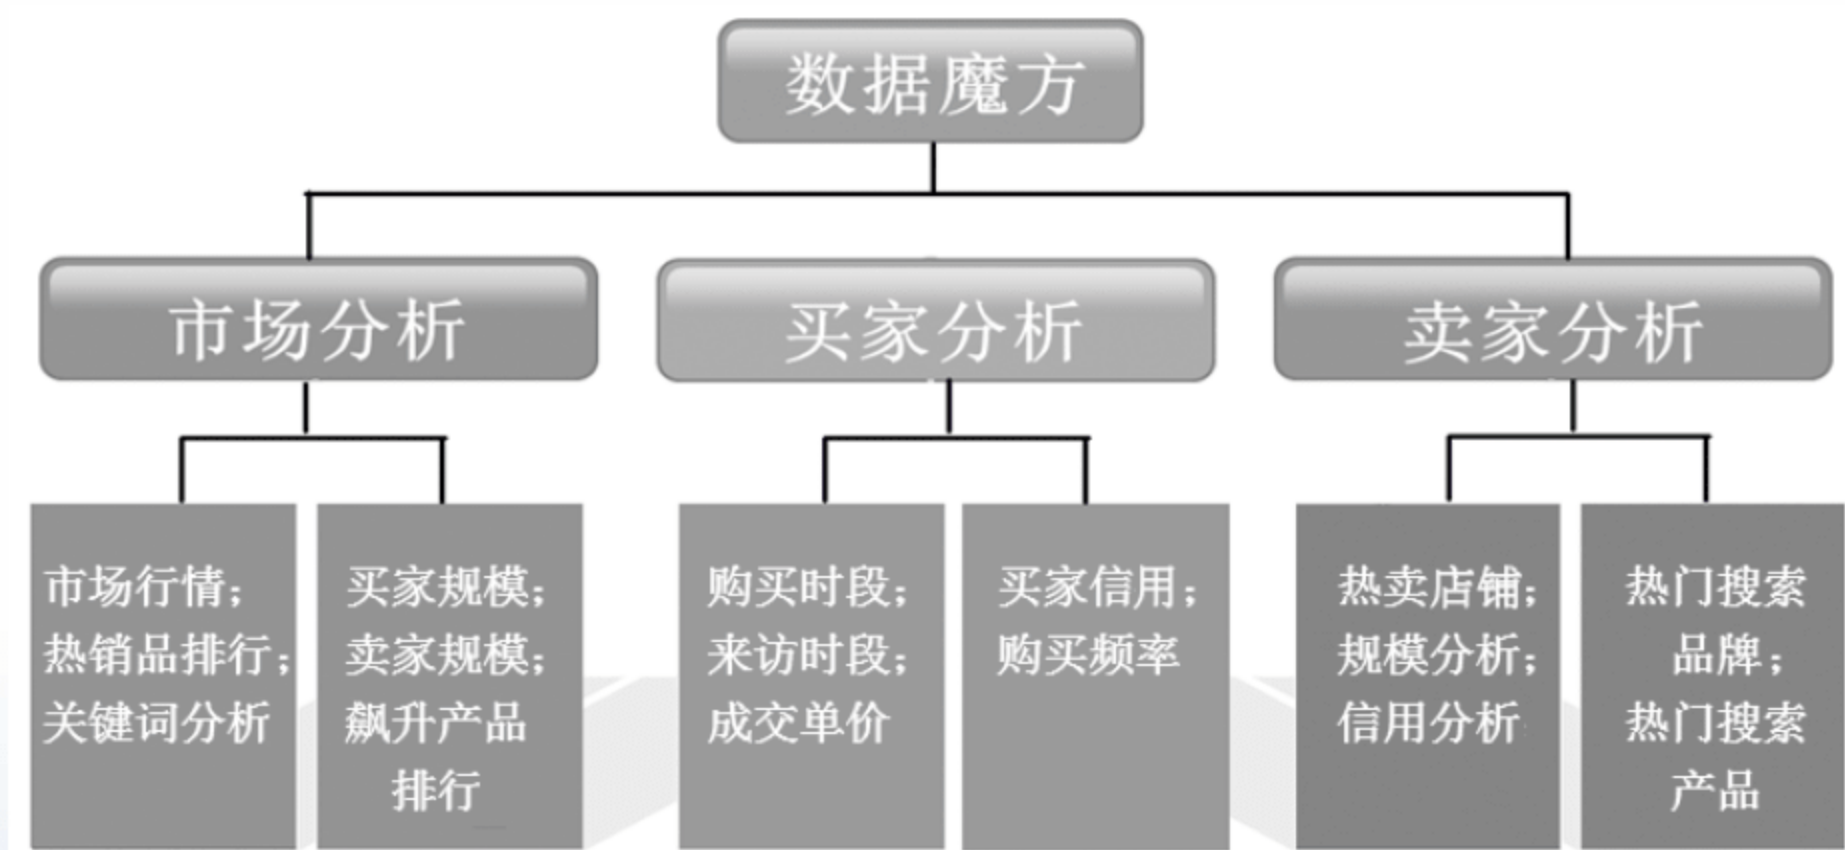 数据魔方
市场分析
买家分析
卖家分析
市场行情；
热销品排行；
关键词分析
买家规模；
卖家规模；
飙升产品
排行
购买时段；
来访时段；
成交单价
买家信用；
购买频率
热卖店铺；
规模分析；
信用分析
热门搜索
品牌；
热门搜索
产品